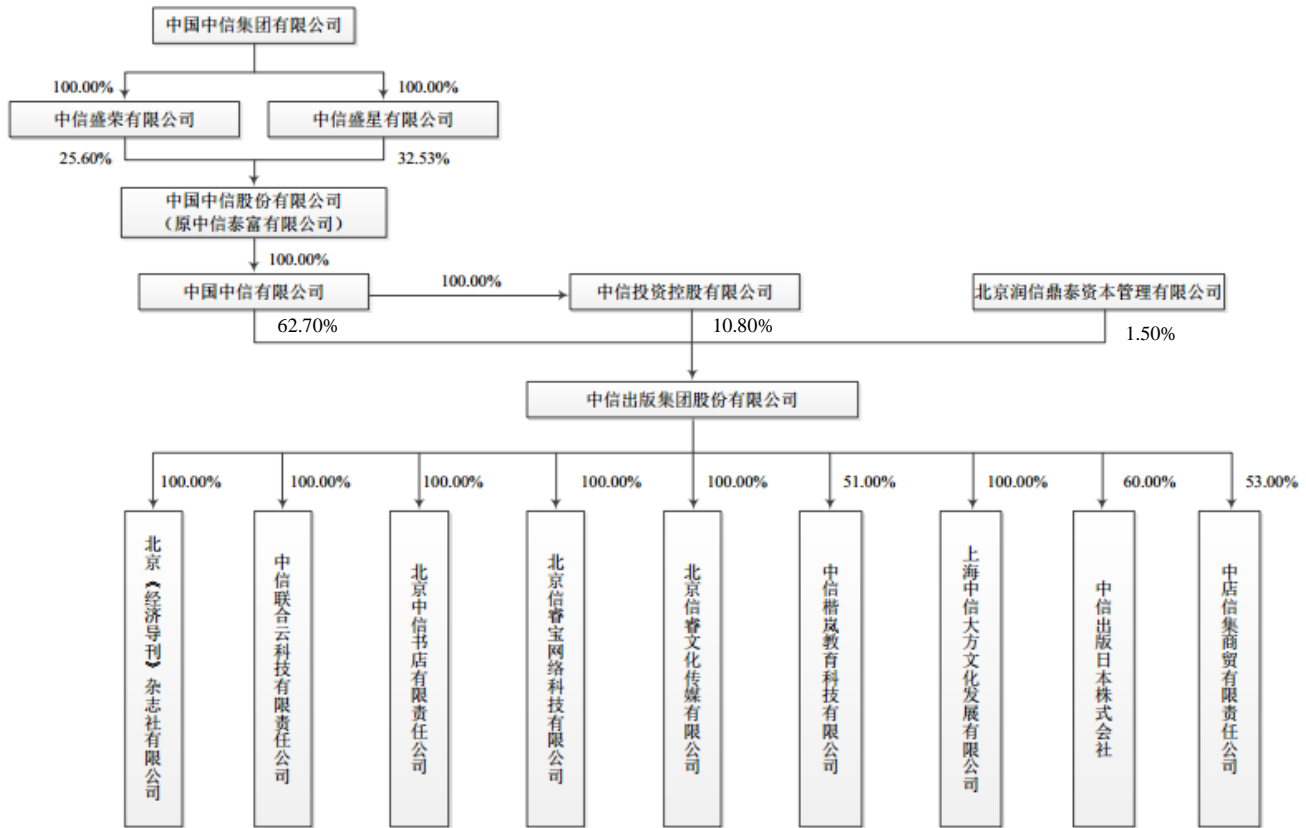 中国中信集团有限公司
100.00%
100.00%
中信盛荣有限公司
中信盛星有限公司
25.60%
32.53%
中国中信股份有限公司
（原中信泰富有限公司）
100.00%
中国中信有限公司
100.00%
中信投资控股有限公司
北京润信鼎泰资本管理有限公司
62.70%
10.80%
1.50%
中信出版集团股份有限公司
100.00%
100.00%
100.00%
100.00%
100.00%
51.00%
100.00%
60.00%
53.00%
北京《经济导刊》杂志社有限公司
中信联合云科技有限责任公司
北京中信书店有限责任公司
北京信睿宝网络科技有限公司
北京信睿文化传媒有限公司
中信楷岚教育科技有限公司
上海中信大方文化发展有限公司
中信出版日本株式会社
中店信集商贸有限责任公司